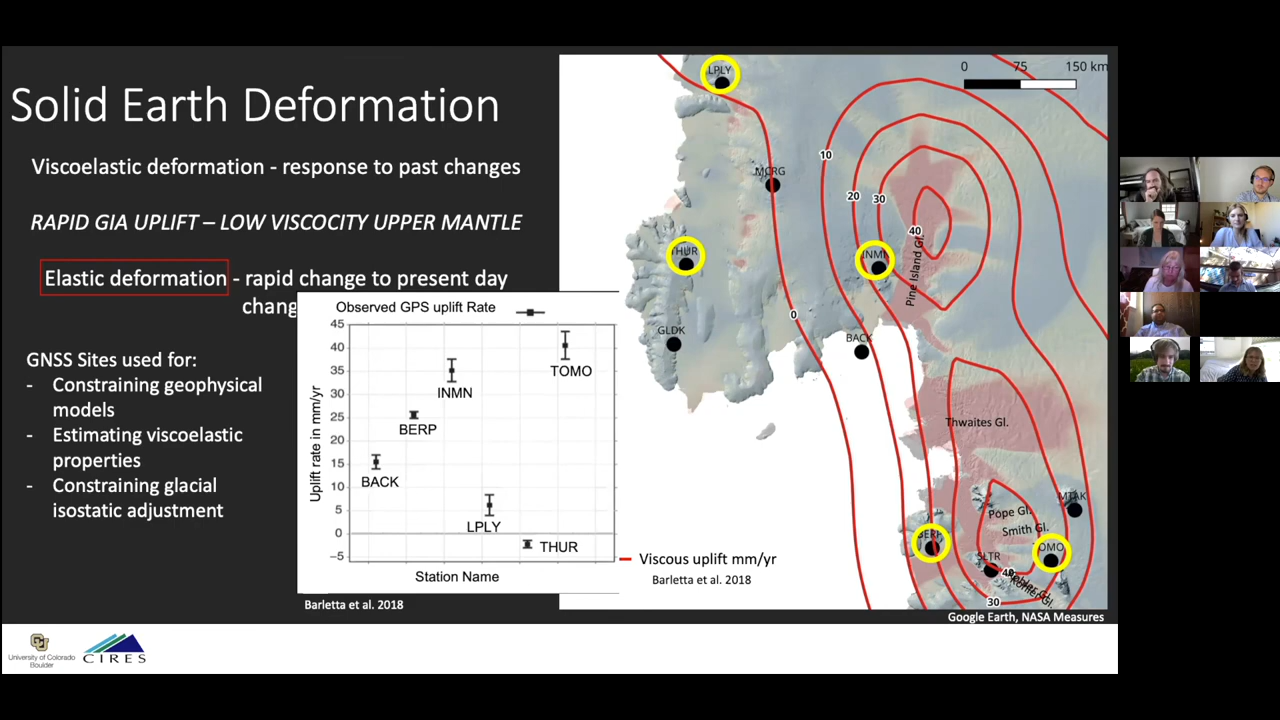 Solid Earth Deformation
Viscoelastic deformation - response to past changes
RAPID GIA UPLIFT – LOW VISCOCITY UPPER MANTLE
Elastic deformation - rapid change to present day
chang
GNSS Sites used for:
- Constraining geophysical
models
- Estimating viscoelastic
properties
- Constraining glacial
isostatic adjustment
Observed GPS uplift Rate
Uplift rate in mm/yr
45
40
35
30
25
20
15
10
5
0
−5
TOMO
INMN
BERP
BACK
LPLY
THUR
Station Name
Barletta et al. 2018
Viscous uplift mm/yr
Barletta et al. 2018
0 75 150 km
LPLY
MCRG
10
20
30
40
THUR
INMN
Pine Island Gl.
0
GLDK
BACK
Thwaites Gl.
MTAK
Pope Gl.
Smith Gl.
BERP
OMO
SLTR
40
30
Google Earth, NASA Measures
University of Colorado
Boulder
CIRES